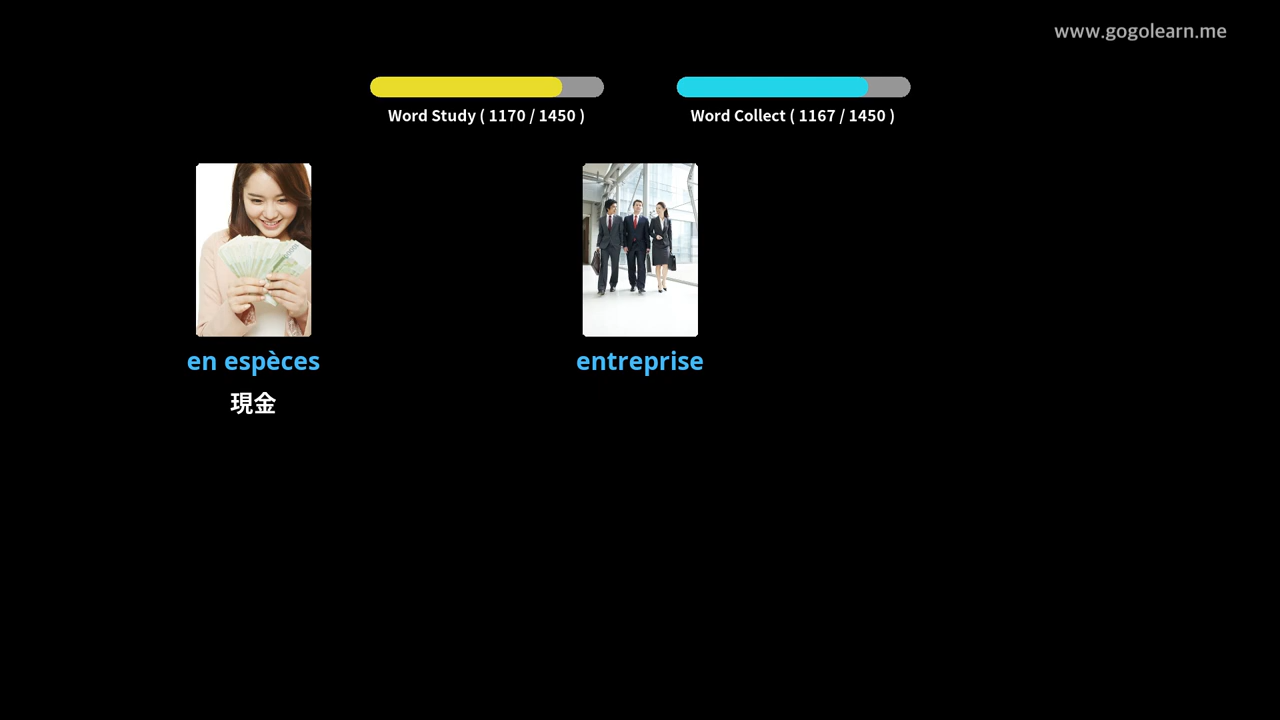 www.gogolearn.me
Word Study ( 1170 / 1450 )
Word Collect ( 1167 / 1450 )
en espèces
entreprise
現金